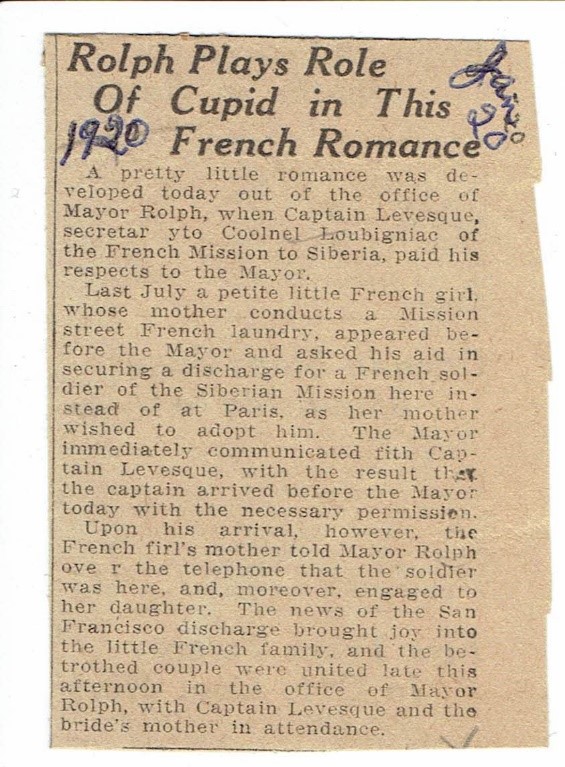 Rolph Plays Role
Of Cupid in This
French Romance
Jan 20
1920
A pretty little romance was de-
veloped today out of the office of
Mayor Rolph, when Captain Levesque,
secretar yto Coolnel Loubigniac of
the French Mission to Siberia, paid his
respects to the Mayor.
Last July a petite little French girl,
whose mother conducts a Mission
street French laundry, appeared be-
fore the Mayor and asked his aid in
securing a discharge for a French sol-
dier of the Siberian Mission here in-
stead of at Paris, as her mother
wished to adopt him. The Mayor
immediately communicated fith Cap-
tain Levesque, with the result that
the captain arrived before the Mayor
today with the necessary permission.
Upon his arrival, however, the
French firl's mother told Mayor Rolph
ove r the telephone that the soldier
was here, and, moreover, engaged to
her daughter. The news of the San
Francisco discharge brought joy into
the little French family, and the be-
trothed couple were united late this
afternoon in the office of Mayor
Rolph, with Captain Levesque and the
bride's mother in attendance.